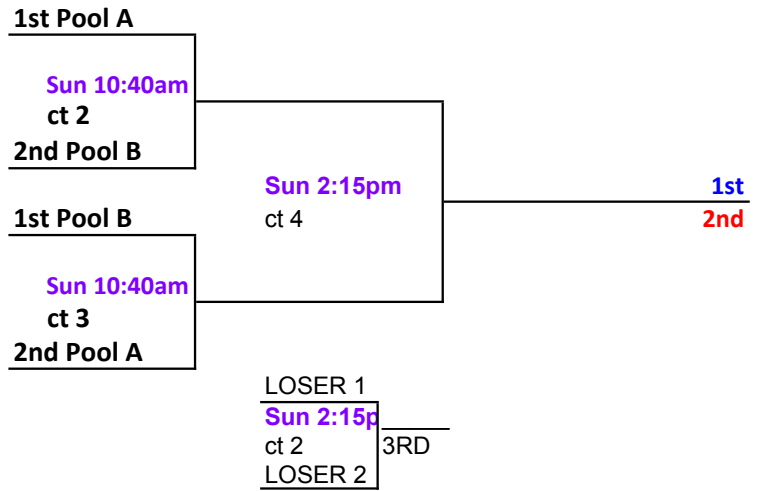 1st Pool A
Sun 10:40am
ct 2
2nd Pool B
Sun 2:15pm
1st
1st Pool B
ct 4
2nd
Sun 10:40am
ct 3
2nd Pool A
LOSER 1
Sun 2:15p
ct 2
3RD
LOSER 2